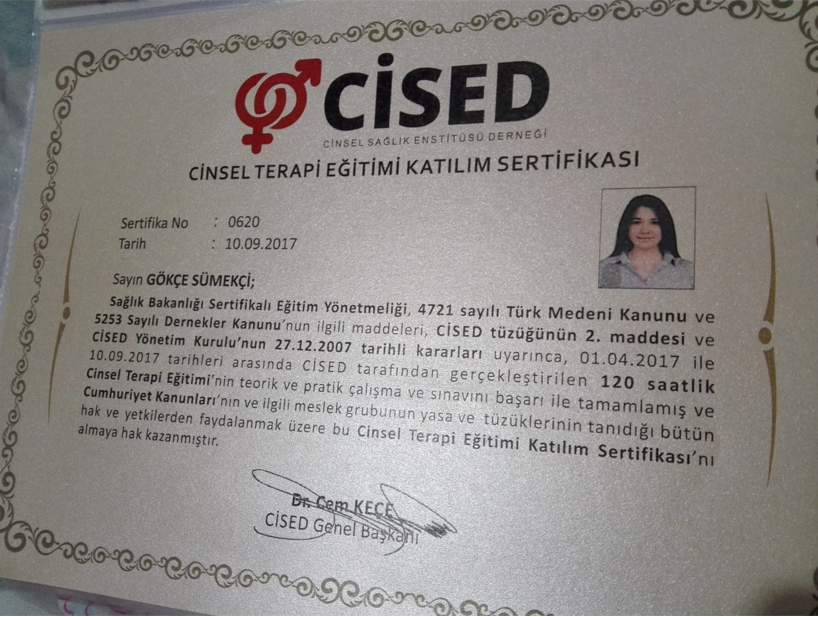 CİSED
CİNSEL SAĞLIK ENSTİTÜSÜ DERNEĞİ
CİNSEL TERAPİ EĞİTİMİ KATILIM SERTİFİKASI
Sertifika No : 0620
Tarih : 10.09.2017
Sayın GÖKÇE SÜMEKÇİ;
Sağlık Bakanlığı Sertifikalı Eğitim Yönetmeliği, 4721 sayılı Türk Medeni Kanunu ve
5253 Sayılı Dernekler Kanunu'nun ilgili maddeleri, CİSED tüzüğünün 2. maddesi ve
CİSED Yönetim Kurulu'nun 27.12.2007 tarihli kararları uyarınca, 01.04.2017 ile
10.09.2017 tarihleri arasında CİSED tarafından gerçekleştirilen 120 saatlik
Cinsel Terapi Eğitimi'nin teorik ve pratik çalışma ve sınavını başarı ile tamamlamış ve
Cumhuriyet Kanunları'nın ve ilgili meslek grubunun yasa ve tüzüklerinin tanıdığı bütün
hak ve yetkilerden faydalanmak üzere bu Cinsel Terapi Eğitimi Katılım Sertifikası'nı
almaya hak kazanmıştır.
Dr. Cem KEÇE
CİSED Genel Başkanı